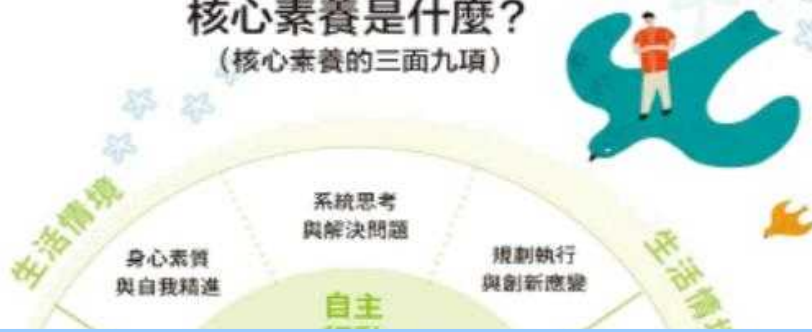 核心素養是什麼？
（核心素養的三面九項）
生活情境
系統思考
與解決問題
身心素質
與自我精進
規劃執行
與創新應變
生活情
自主